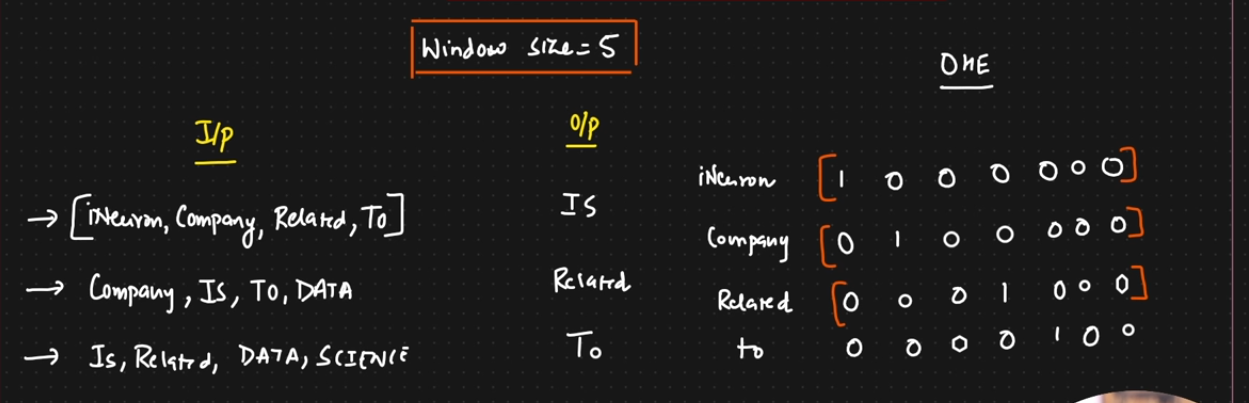 Window size = 5
OHE
I/p O/p
iNeuron [1 0 0 0 0 0 0]
→ [iNeuron, Company, Related, To] IS
Company [0 1 0 0 0 0 0]
→ Company, IS, TO, DATA Related
Related [0 0 0 1 0 0 0]
→ Is, Related, DATA, SCIENCE To
to 0 0 0 0 1 0 0